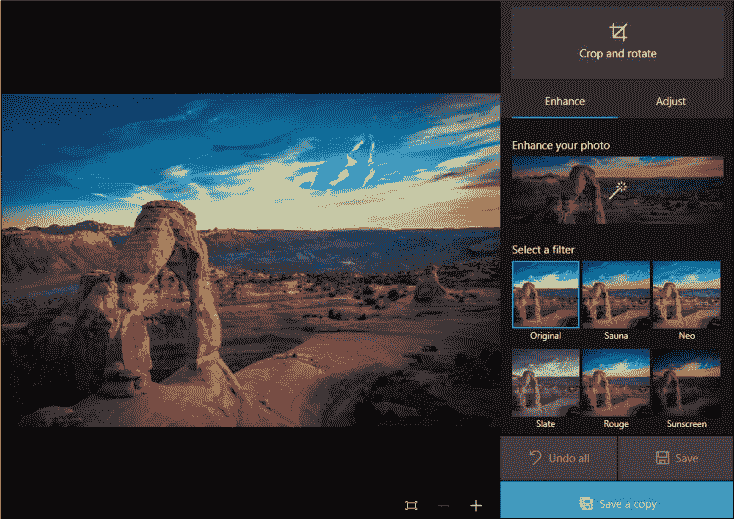 Crop and rotate
Enhance Adjust
Enhance your photo
Select a filter
Original Sauna Neo
Slate Rouge Sunscreen
Undo all Save
Save a copy